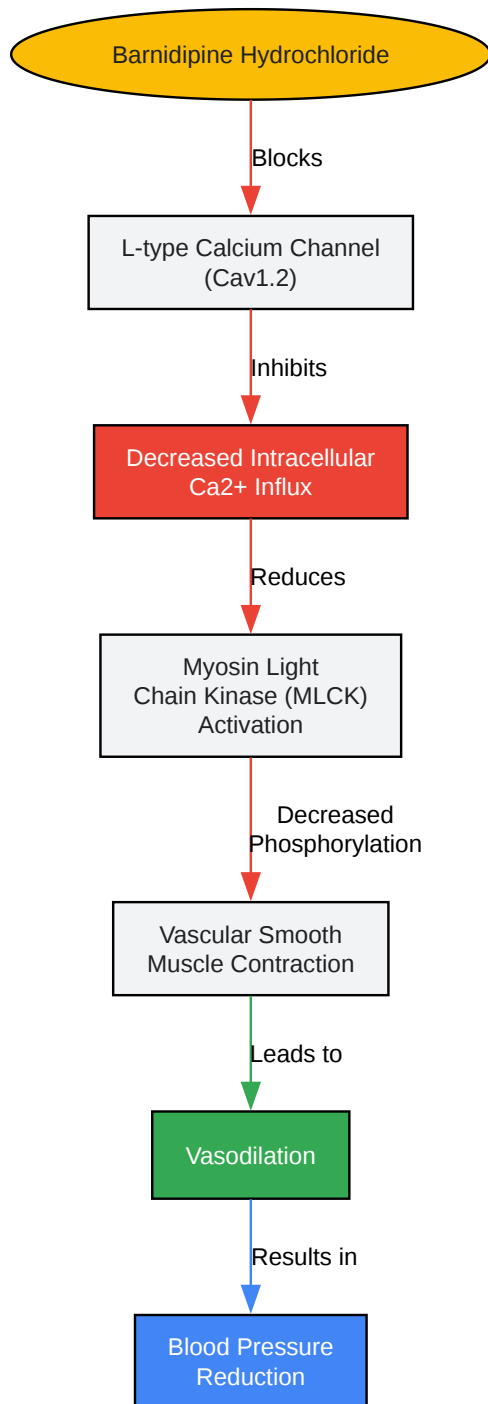 Barnidipine Hydrochloride
Blocks
L-type Calcium Channel
(Cav1.2)
Inhibits
Decreased Intracellular
Ca2+ Influx
Reduces
Myosin Light
Chain Kinase (MLCK)
Activation
Decreased
Phosphorylation
Vascular Smooth
Muscle Contraction
Leads to
Vasodilation
Results in
Blood Pressure
Reduction